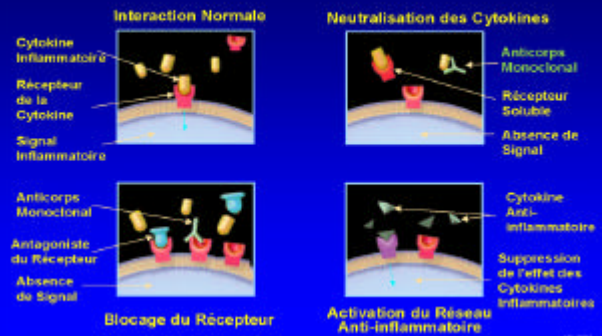 Interaction Normale
Cytokine
Inflammatoire
Récepteur
de la
Cytokine
Signal
Inflammatoire
Neutralisation des Cytokines
Anticorps
Monoclonal
Récepteur
Soluble
Absence de
Signal
Anticorps
Monoclonal
Antagoniste
du Récepteur
Absence
de Signal
Blocage du Récepteur
Cytokine
Anti-
inflammatoire
Suppression
de l'effet des
Cytokines
Inflammatoires
Activation du Réseau
Anti-inflammatoire